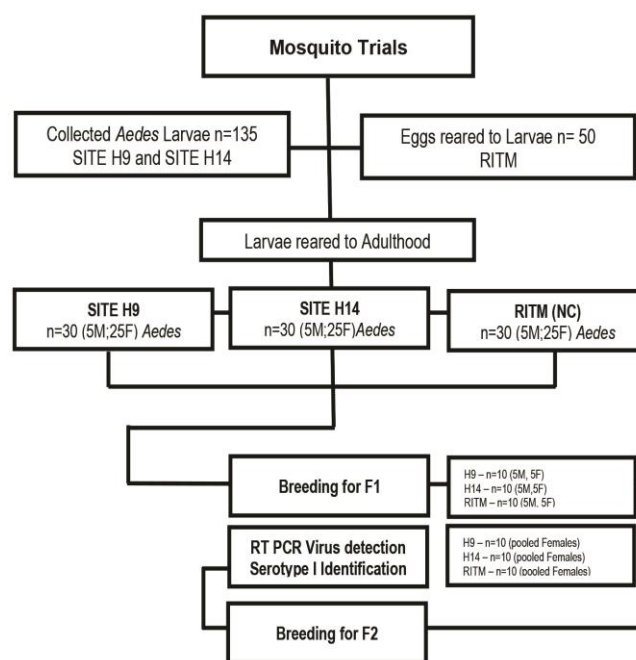 Mosquito Trials
Collected Aedes Larvae n=135
SITE H9 and SITE H14
Eggs reared to Larvae n= 50
RITM
Larvae reared to Adulthood
SITE H9
n=30 (5M;25F) Aedes
SITE H14
n=30 (5M;25F)Aedes
RITM (NC)
n=30 (5M;25F) Aedes
Breeding for F1
H9 – n=10 (5M, 5F)
H14 – n=10 (5M,5F)
RITM – n=10 (5M, 5F)
RT PCR Virus detection
Serotype I Identification
H9 – n=10 (pooled Females)
H14 – n=10 (pooled Females)
RITM – n=10 (pooled Females)
Breeding for F2